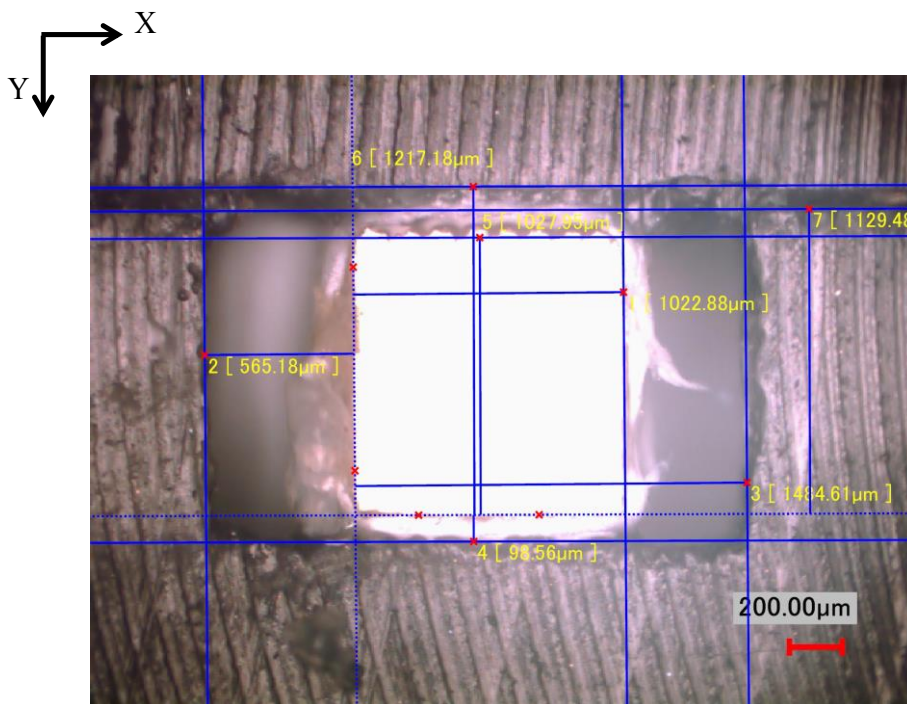 X
Y
6 [ 1217.18μm ]
5 [ 1027.95μm ]
7 [ 1129.48
1 [ 1022.88μm ]
2 [ 565.18μm ]
3 [ 1484.61μm ]
4 [ 98.56μm ]
200.00μm